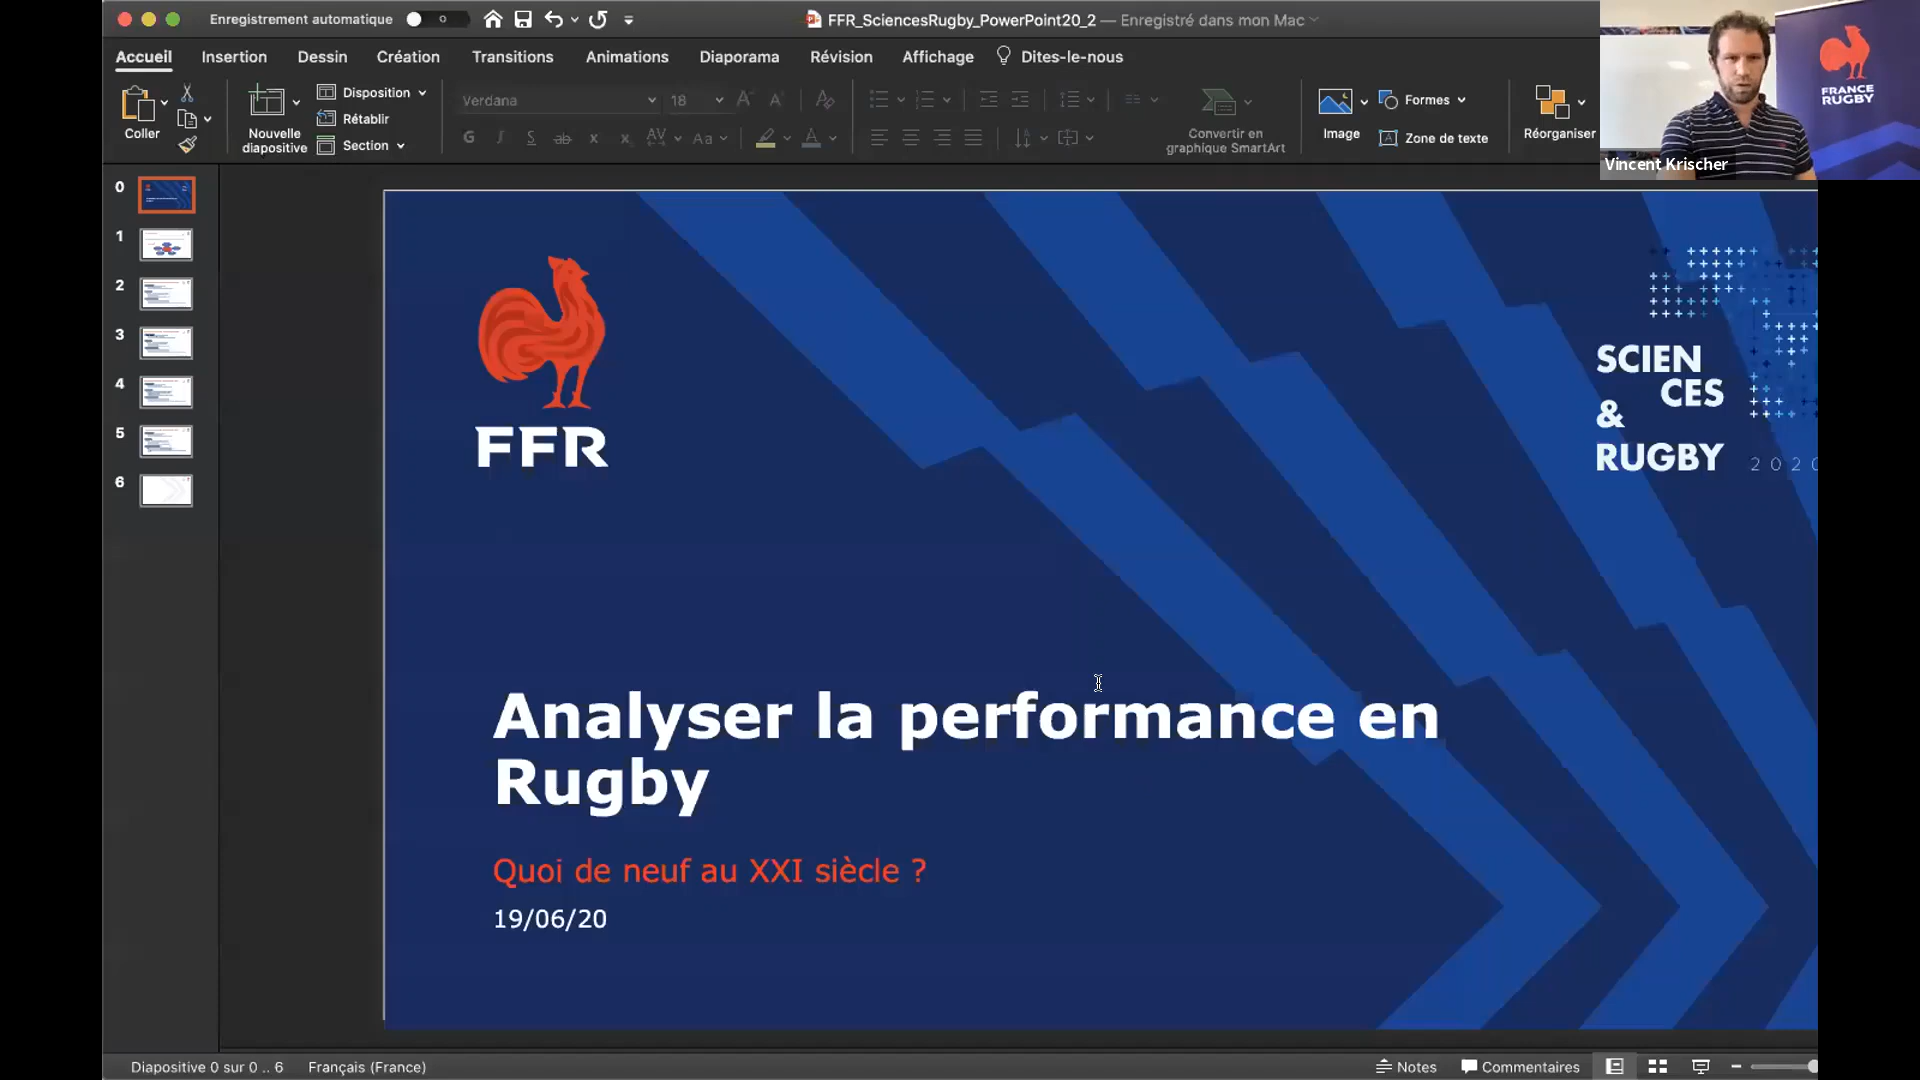 Enregistrement automatique
FFR_SciencesRugby_PowerPoint20_2 — Enregistré dans mon Mac
Accueil Insertion Dessin Création Transitions Animations Diaporama Révision Affichage Dites-le-nous
Coller
Nouvelle
diapositive
Disposition
Rétablir
Section
Verdana 18
Convertir en
graphique SmartArt
Image
Formes
Zone de texte
Réorganiser
FRANCE
RUGBY
Vincent Krischer
0
1
2
3
4
5
6
FFR
SCIEN
CES
&
RUGBY 2020
Analyser la performance en
Rugby
Quoi de neuf au XXI siècle ?
19/06/20
Diapositive 0 sur 0 .. 6 Français (France) Notes Commentaires